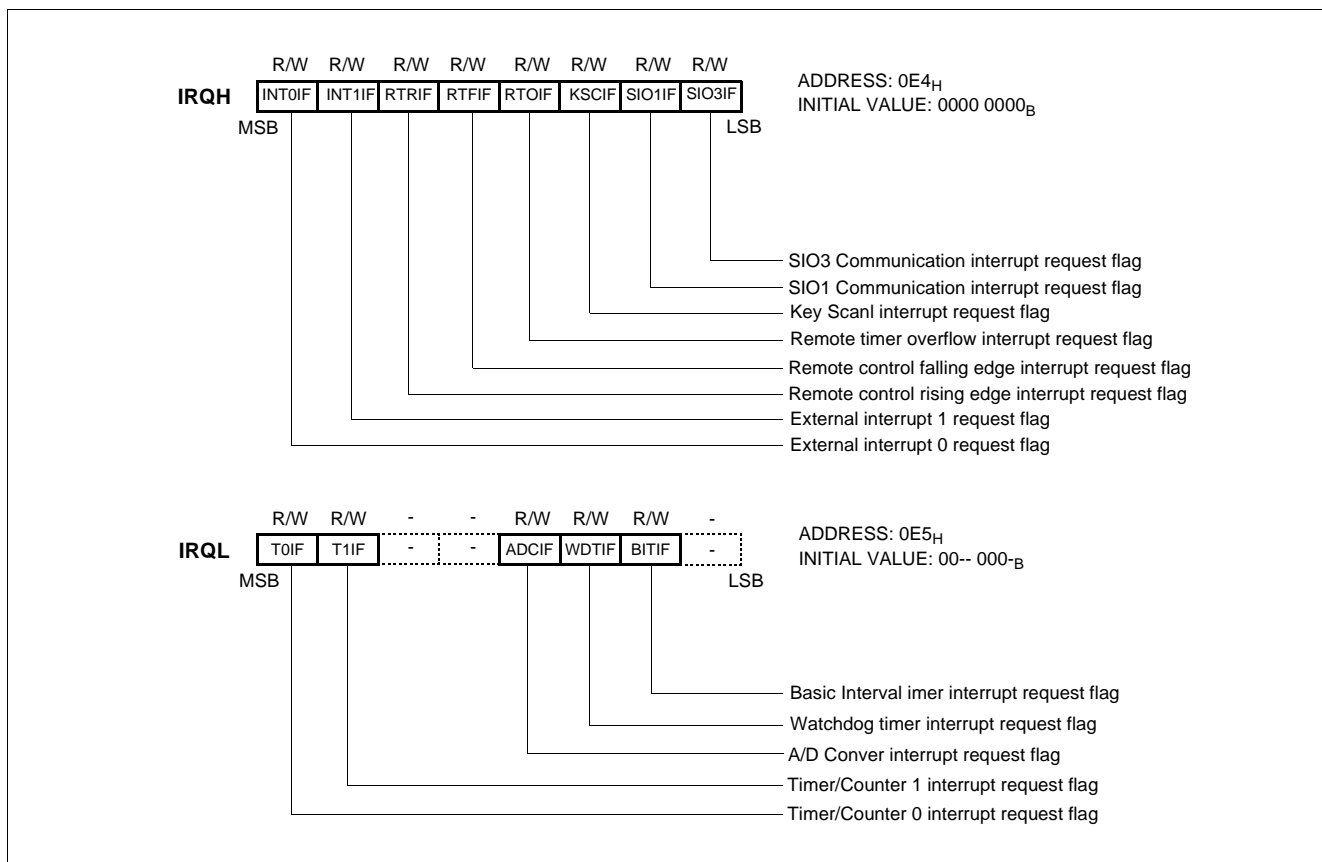 R/W R/W R/W R/W R/W R/W R/W R/W
IRQH INT0IF INT1IF RTRIF RTFIF RTOIF KSCIF SIO1IF SIO3IF
MSB LSB
ADDRESS: 0E4H
INITIAL VALUE: 0000 0000B
SIO3 Communication interrupt request flag
SIO1 Communication interrupt request flag
Key Scanl interrupt request flag
Remote timer overflow interrupt request flag
Remote control falling edge interrupt request flag
Remote control rising edge interrupt request flag
External interrupt 1 request flag
External interrupt 0 request flag
R/W R/W - - R/W R/W R/W -
IRQL T0IF T1IF - - ADCIF WDTIF BITIF -
MSB LSB
ADDRESS: 0E5H
INITIAL VALUE: 00-- 000-B
Basic Interval imer interrupt request flag
Watchdog timer interrupt request flag
A/D Conver interrupt request flag
Timer/Counter 1 interrupt request flag
Timer/Counter 0 interrupt request flag